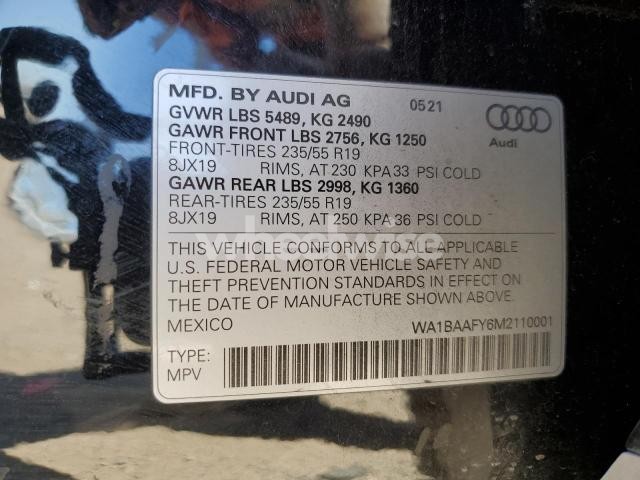 MFD. BY AUDI AG 05 21
GVWR LBS 5489, KG 2490
GAWR FRONT LBS 2756, KG 1250
FRONT-TIRES 235/55 R19
8JX19 RIMS, AT 230 KPA 33 PSI COLD
GAWR REAR LBS 2998, KG 1360
REAR-TIRES 235/55 R19
8JX19 RIMS, AT 250 KPA 36 PSI COLD
Audi
THIS VEHICLE CONFORMS TO ALL APPLICABLE
U.S. FEDERAL MOTOR VEHICLE SAFETY AND
THEFT PREVENTION STANDARDS IN EFFECT ON
THE DATE OF MANUFACTURE SHOWN ABOVE.
MEXICO WA1BAAFY6M2110001
TYPE:
MPV